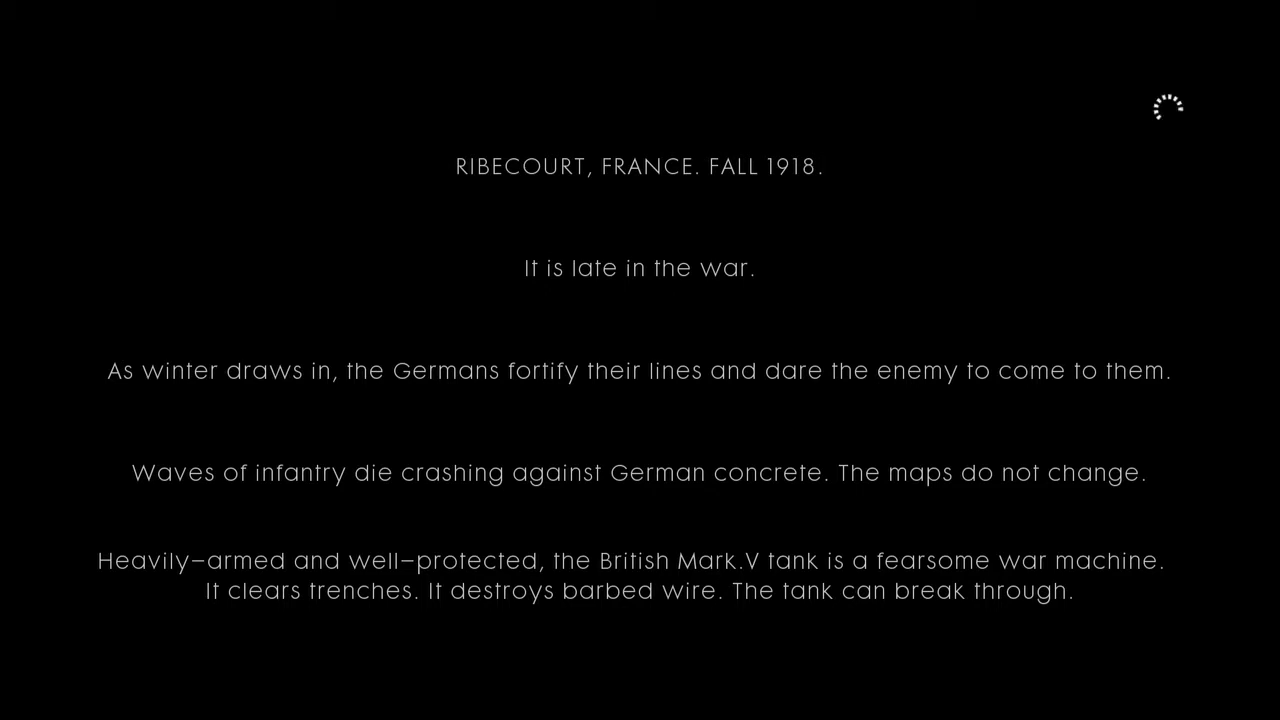 RIBECOURT, FRANCE. FALL 1918.
It is late in the war.
As winter draws in, the Germans fortify their lines and dare the enemy to come to them.
Waves of infantry die crashing against German concrete. The maps do not change.
Heavily–armed and well–protected, the British Mark.V tank is a fearsome war machine.
It clears trenches. It destroys barbed wire. The tank can break through.